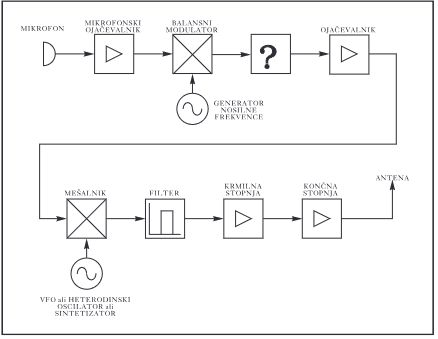 MIKROFON
MIKROFONSKI
OJAČEVALNIK
BALANSNI
MODULATOR
?
OJAČEVALNIK
GENERATOR
NOSILNE
FREKVENCE
MEŠALNIK
FILTER
KRMILNA
STOPNJA
KONČNA
STOPNJA
ANTENA
VFO ali HETERODINSKI
OSCILATOR ali
SINTETIZATOR